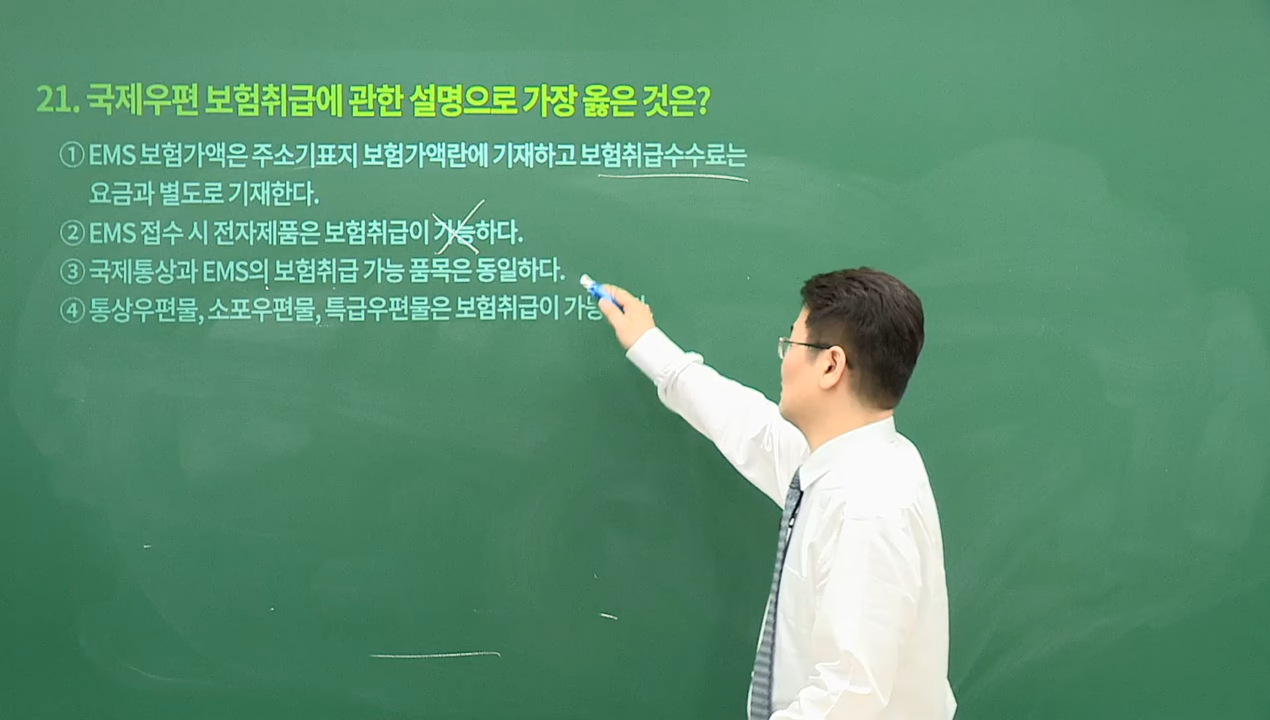 21. 국제우편 보험취급에 관한 설명으로 가장 옳은 것은?
① EMS 보험가액은 주소기표지 보험가액란에 기재하고 보험취급수수료는
요금과 별도로 기재한다.
② EMS 접수 시 전자제품은 보험취급이 가능하다.
③ 국제통상과 EMS의 보험취급 가능 품목은 동일하다.
④ 통상우편물, 소포우편물, 특급우편물은 보험취급이